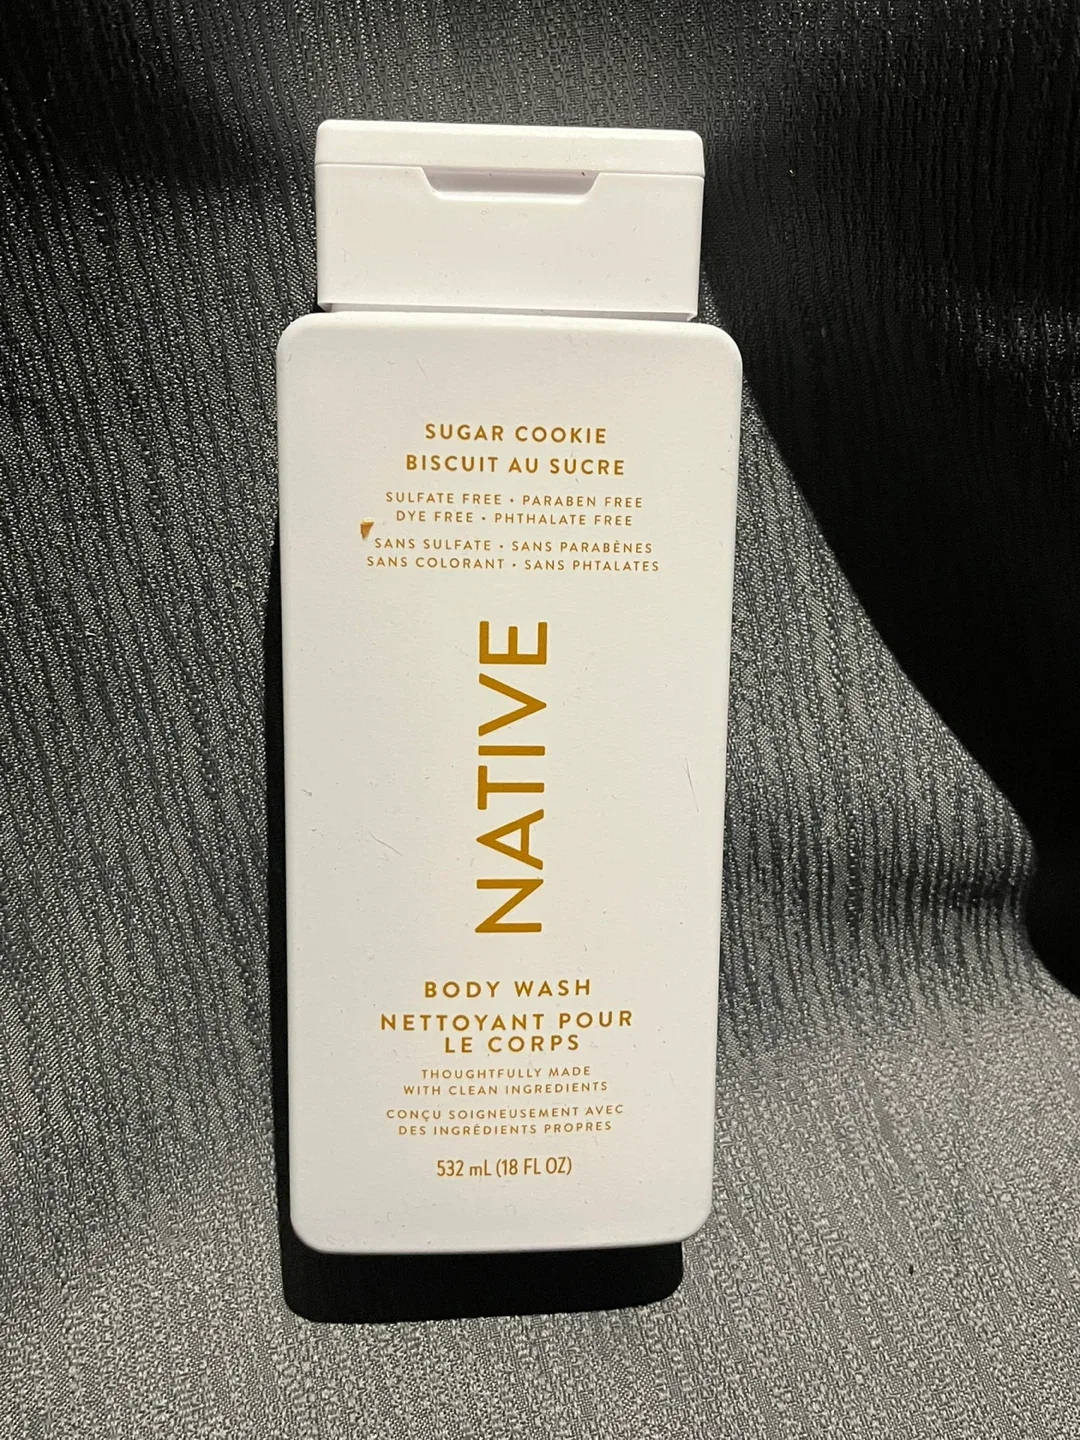 SUGAR COOKIE
BISCUIT AU SUCRE
SULFATE FREE • PARABEN FREE
DYE FREE • PHTHALATE FREE
SANS SULFATE • SANS PARABÈNES
SANS COLORANT • SANS PHTALATES
NATIVE
BODY WASH
NETTOYANT POUR
LE CORPS
THOUGHTFULLY MADE
WITH CLEAN INGREDIENTS
CONÇU SOIGNEUSEMENT AVEC
DES INGRÉDIENTS PROPRES
532 mL (18 FL OZ)